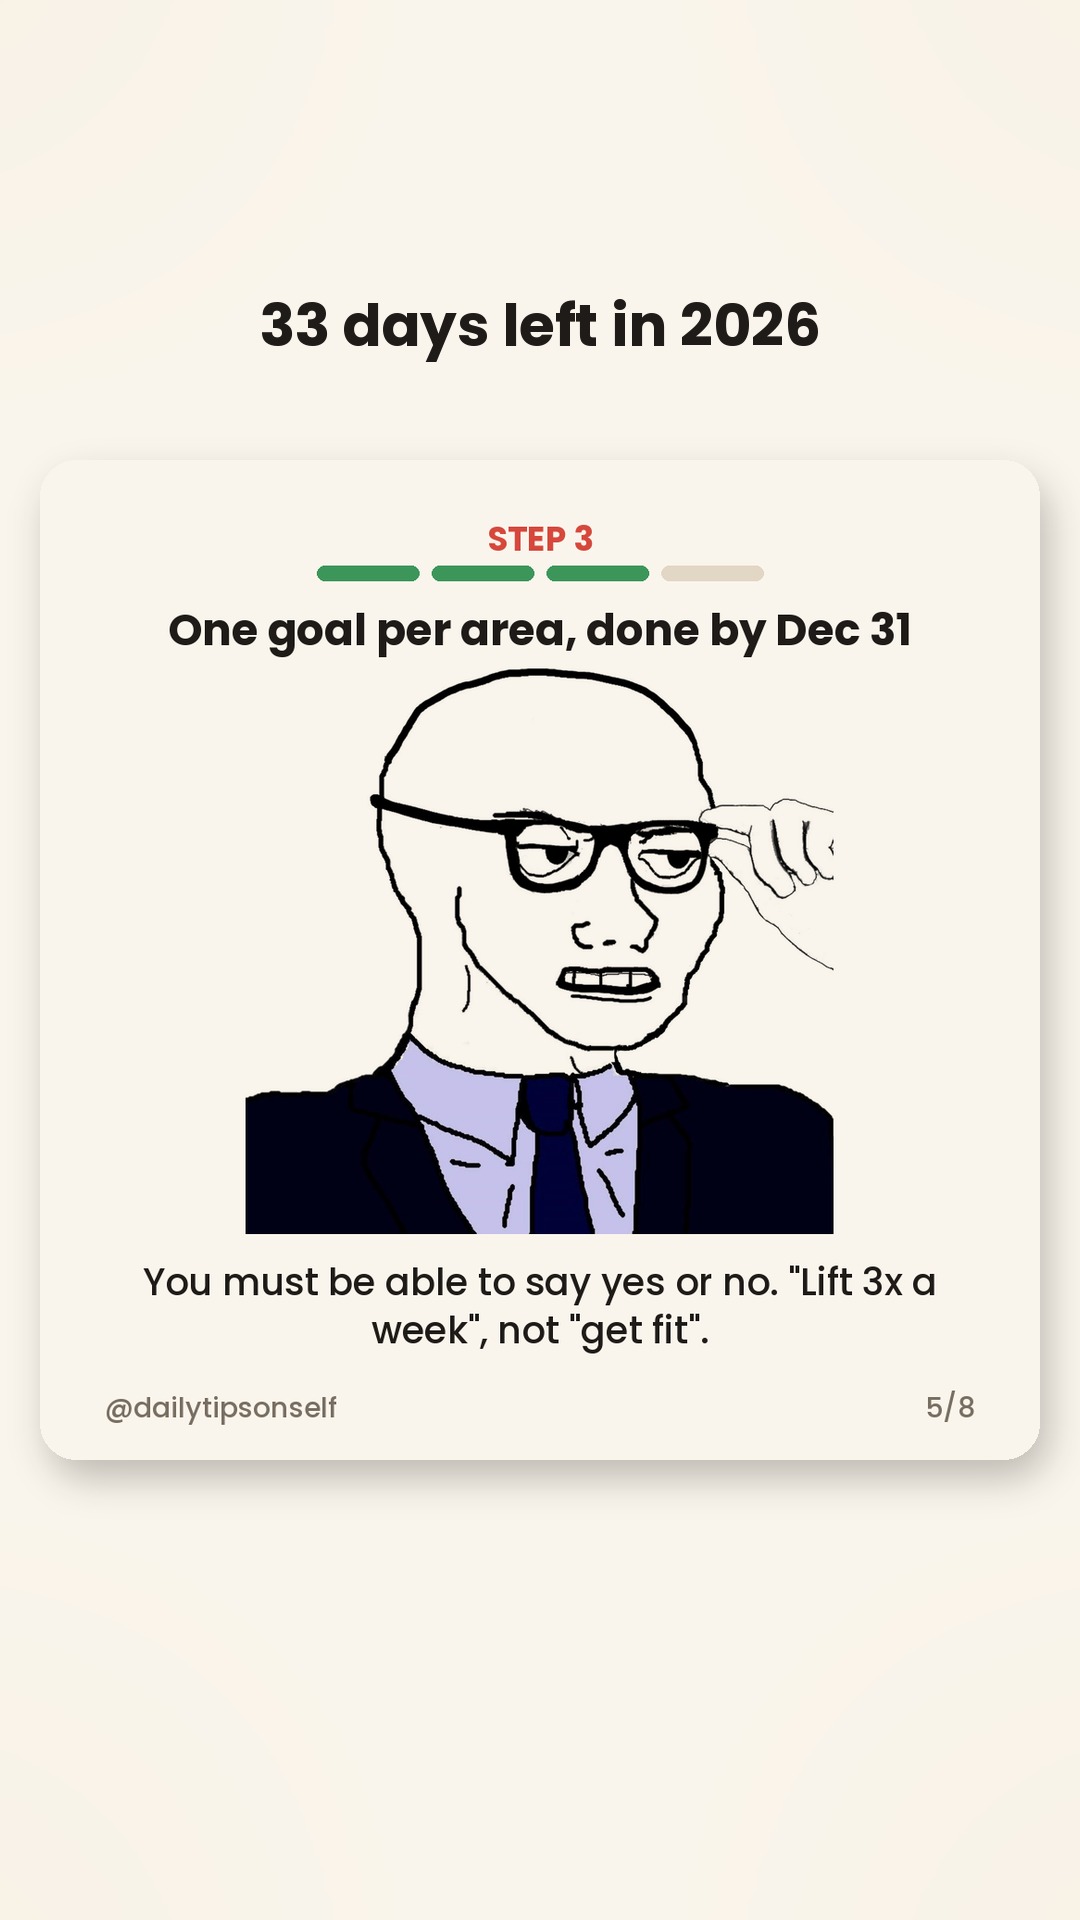 33 days left in 2026
STEP 3
One goal per area, done by Dec 31
You must be able to say yes or no. "Lift 3x a
week", not "get fit".
@dailytipsonself
5/8